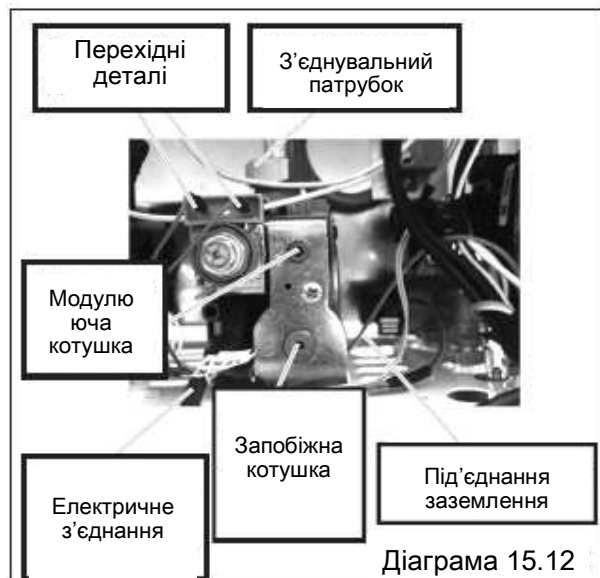 Перехідні
деталі
З’єднувальний
патрубок
Модулю
юча
котушка
Запобіжна
котушка
Під’єднання
заземлення
Електричне
з’єднання
Діаграма 15.12